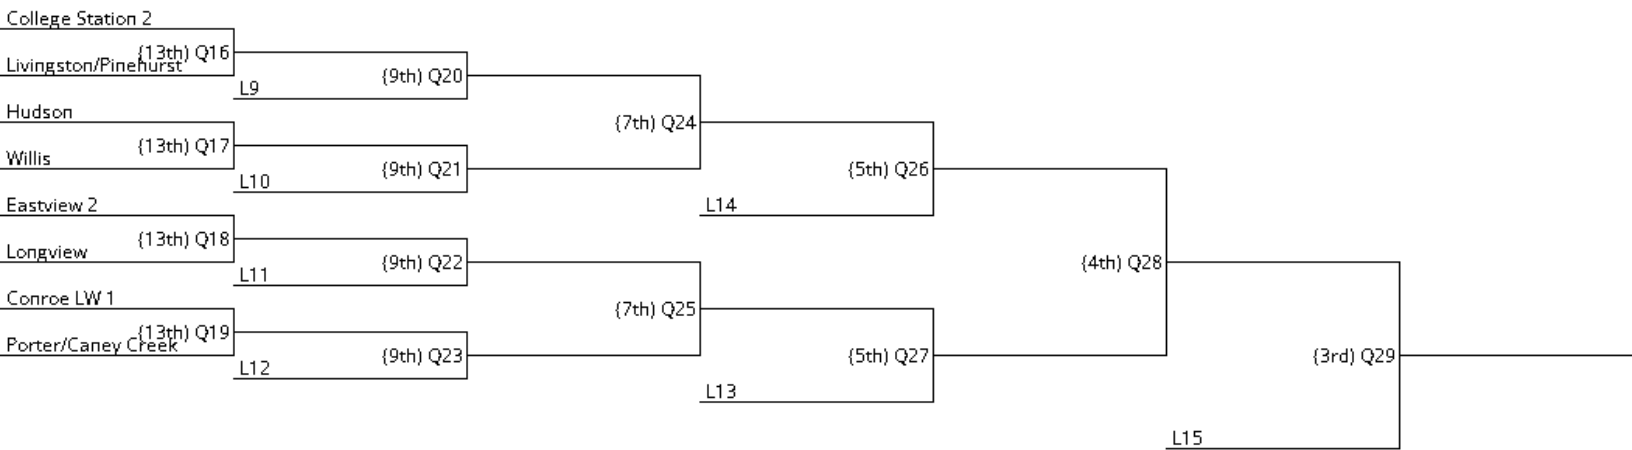 College Station 2
{13th) Q16
Livingston/Pinehurst
{9th) Q20
L9
Hudson
{7th) Q24
{13th) Q17
Willis
{9th) Q21
{5th) Q26
L10
Eastview 2
L14
{13th) Q18
Longview
{9th) Q22
{4th) Q28
L11
Conroe LW 1
{7th) Q25
{13th) Q19
Porter/Caney Creek
{9th) Q23
{5th) Q27
{3rd) Q29
L12
L13
L15